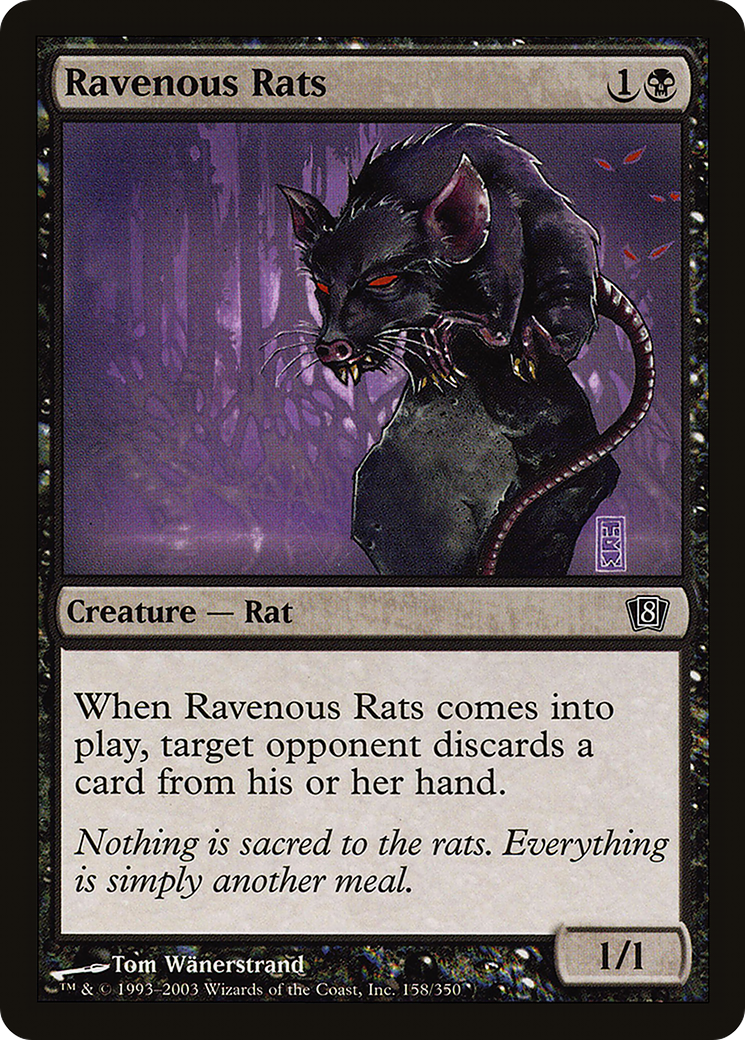 Ravenous Rats 1
Creature — Rat 8
When Ravenous Rats comes into
play, target opponent discards a
card from his or her hand.
Nothing is sacred to the rats. Everything
is simply another meal.
1/1
Tom Wänerstrand
™ & © 1993–2003 Wizards of the Coast, Inc. 158/350